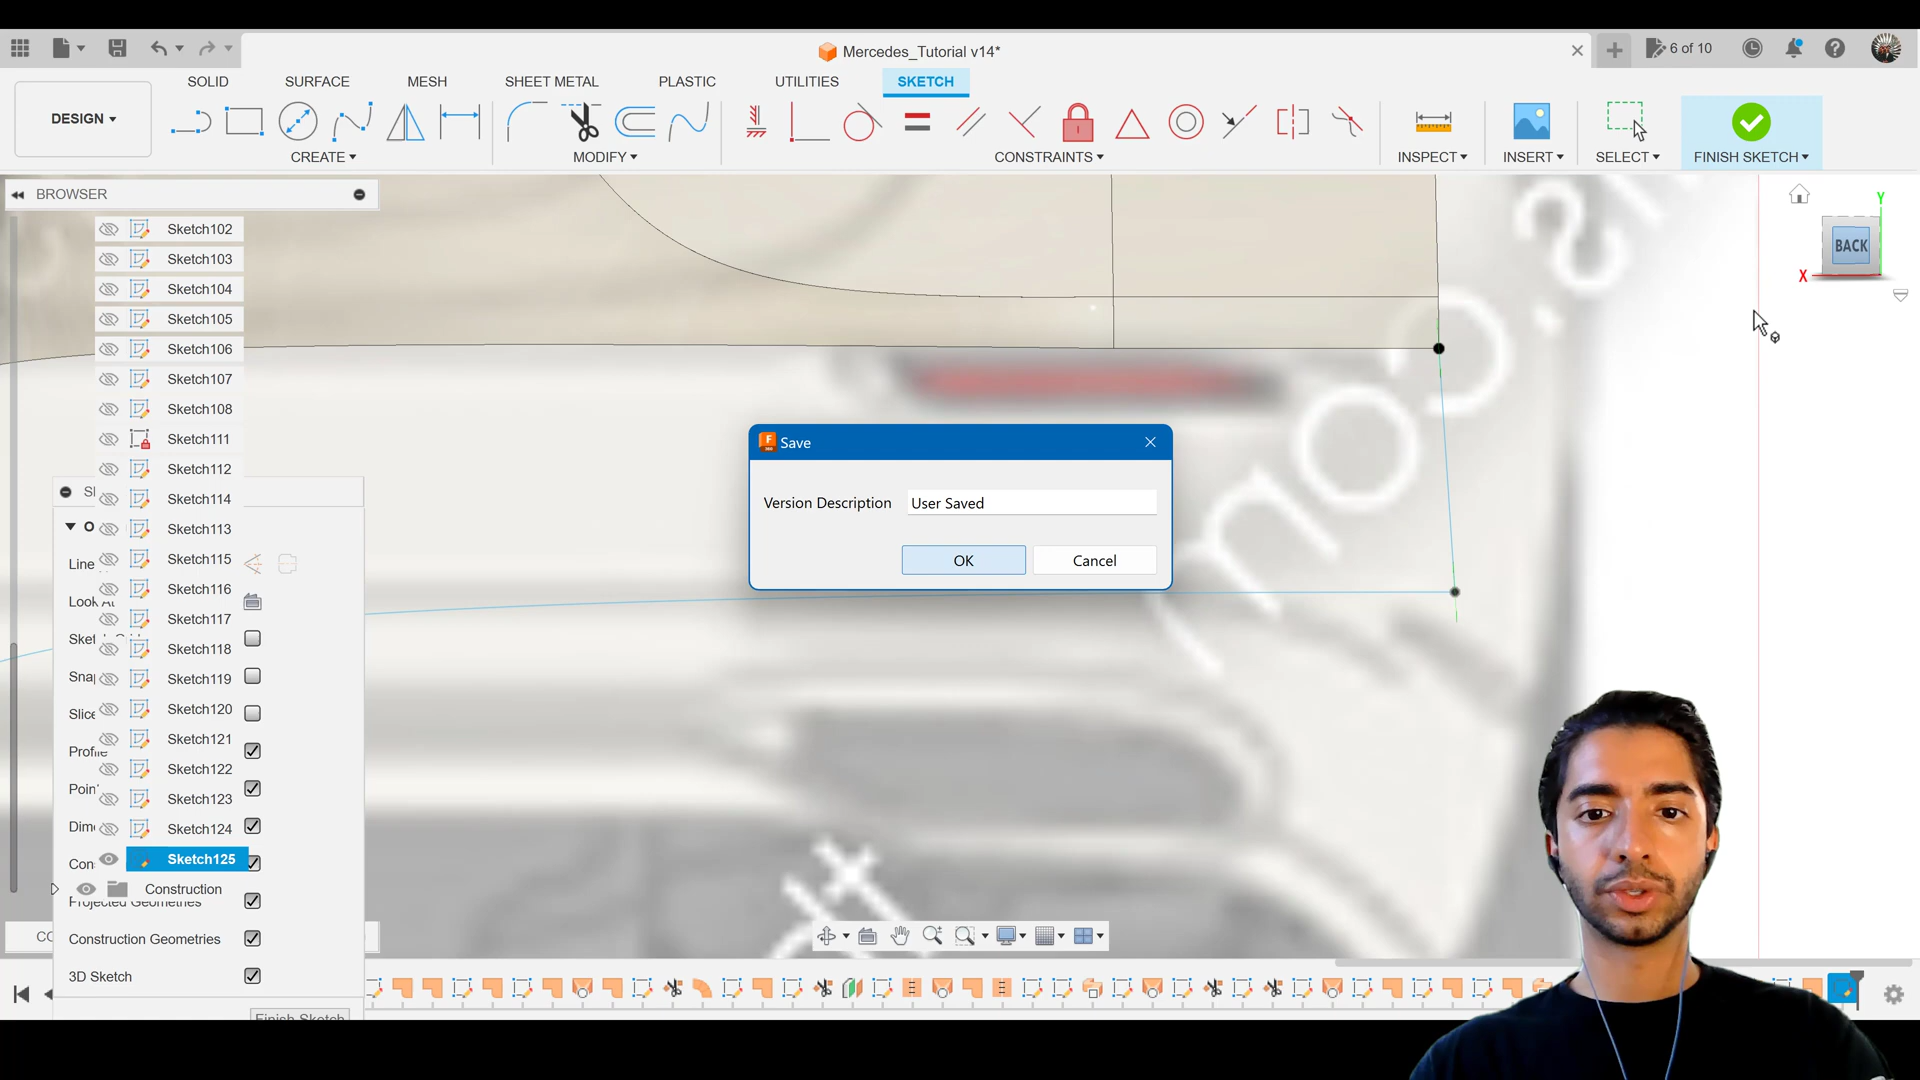 Mercedes_Tutorial v14*
6 of 10
SOLID
SURFACE
MESH
SHEET METAL
PLASTIC
UTILITIES
SKETCH
DESIGN
CREATE
MODIFY
CONSTRAINTS
INSPECT
INSERT
SELECT
FINISH SKETCH
BROWSER
Sketch102
Sketch103
Sketch104
Sketch105
Sketch106
Sketch107
Sketch108
Sketch111
Sketch112
Sketch114
Sketch113
Sketch115
Sketch116
Sketch117
Sketch118
Sketch119
Sketch120
Sketch121
Sketch122
Sketch123
Sketch124
Sketch125
Construction
Line
Construction Geometries
3D Sketch
Finish Sketch
Y
BACK
X
Save
Version Description
User Saved
OK
Cancel